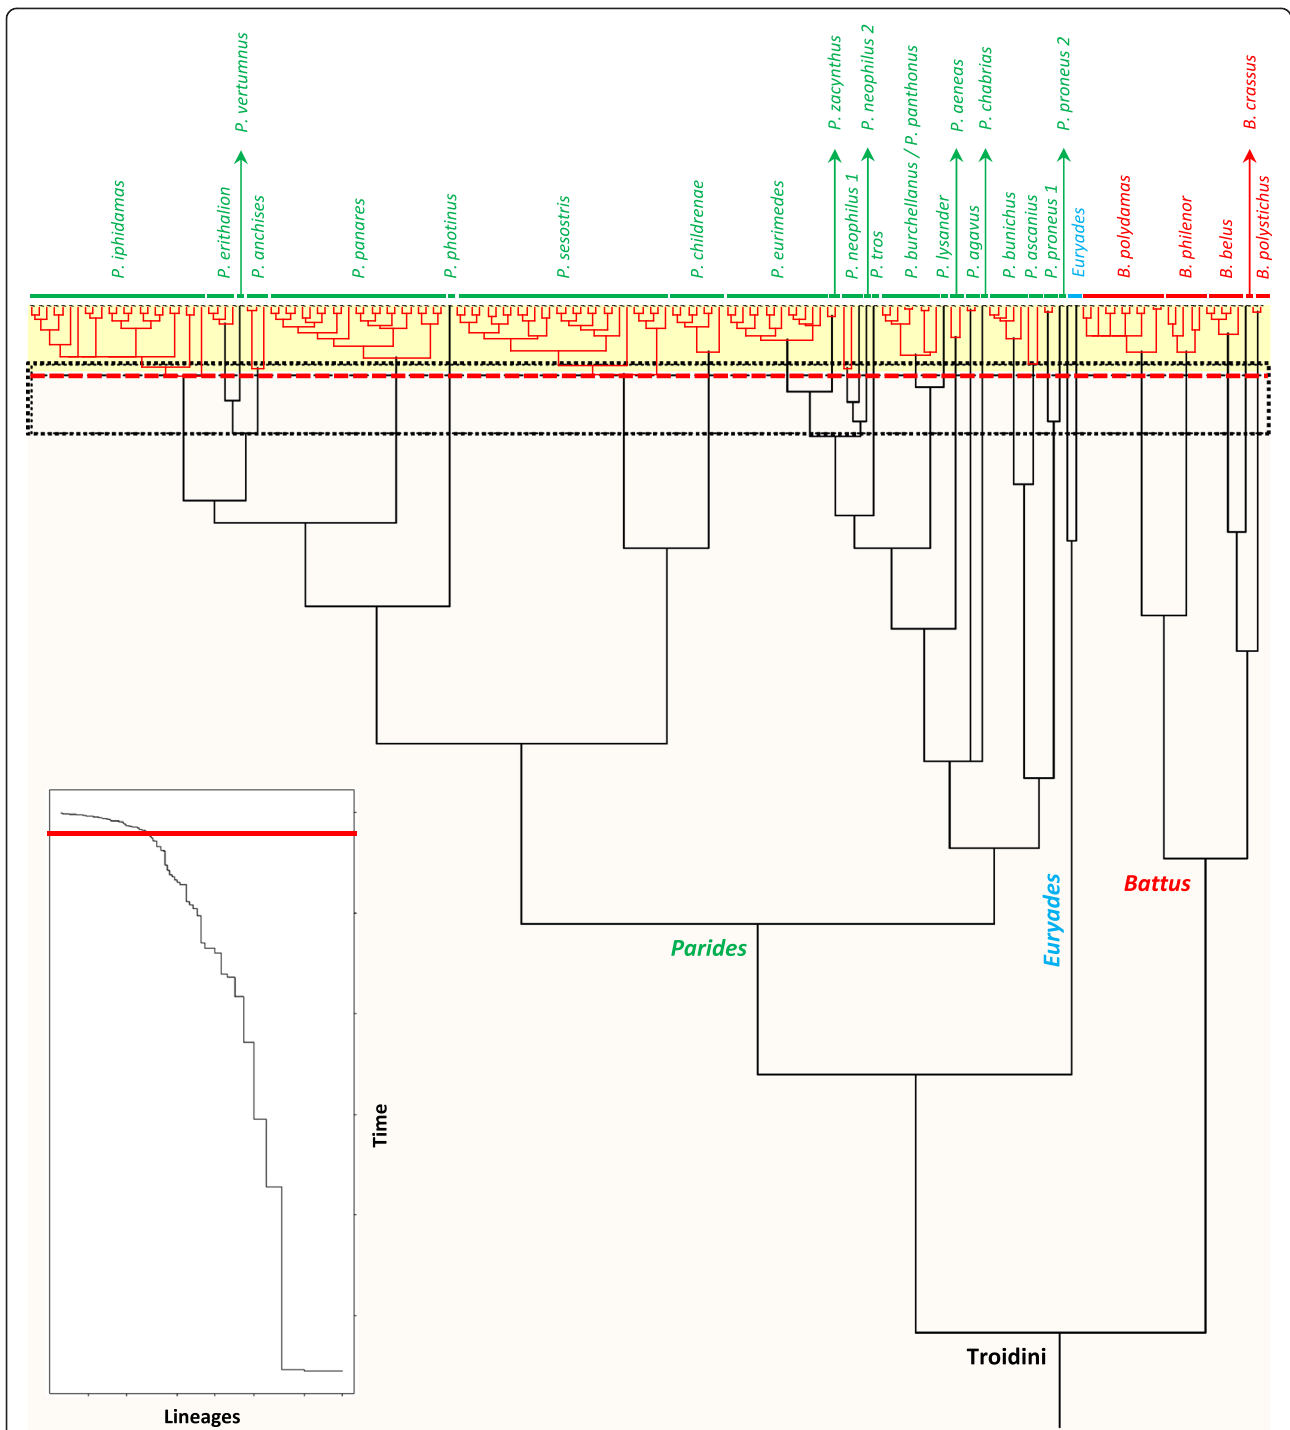 P. iphidamas
P. erithalion
P. vertumnus
P. anchises
P. panares
P. photinus
P. sesostris
P. childrenae
P. eurimedes
P. zacynthus
P. neophilus 1
P. neophilus 2
P. tros
P. burchellanus / P. panthonus
P. lysander
P. aeneas
P. agavus
P. chabrias
P. bunichus
P. ascanius
P. proneus 1
P. proneus 2
Euryades
B. polydamas
B. philenor
B. belus
B. crassus
B. polystichus
Battus
Euryades
Parides
Troidini
Time
Lineages